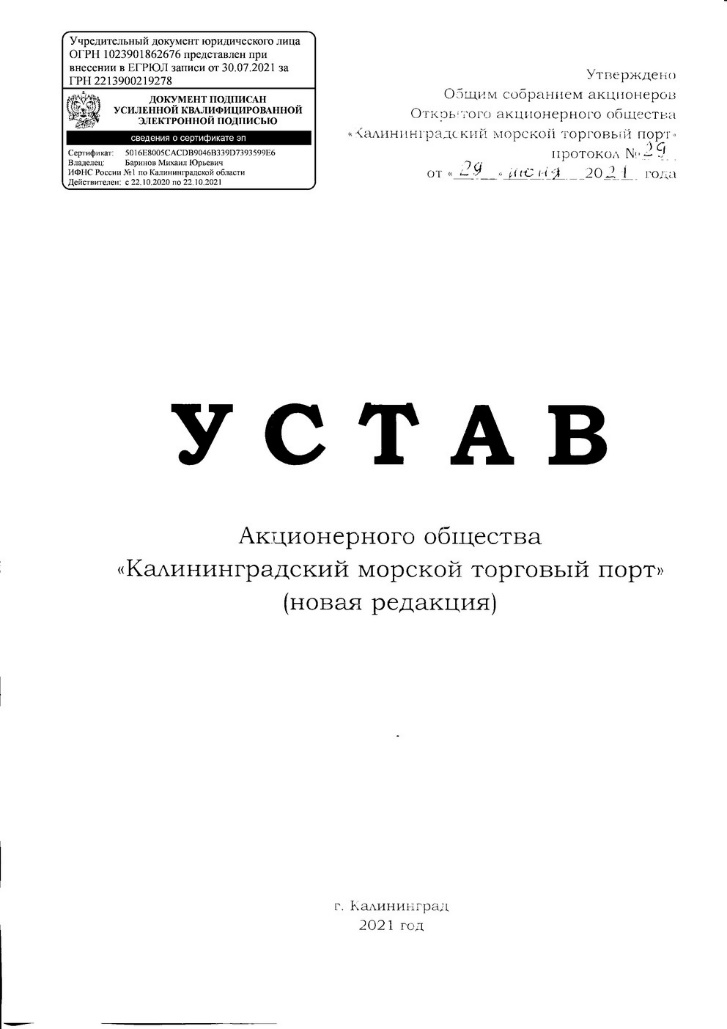 Учредительный документ юридического лица
ОГРН 1023901862676 представлен при
внесении в ЕГРЮЛ записи от 30.07.2021 за
ГРН 2213900219278
ДОКУМЕНТ ПОДПИСАН
УСИЛЕННОЙ КВАЛИФИЦИРОВАННОЙ
ЭЛЕКТРОННОЙ ПОДПИСЬЮ
сведения о сертификате эп
Сертификат: 5016E8005CACDB9046B339D7393599E6
Владелец: Баринов Михаил Юрьевич
ИФНС России №1 по Калининградской области
Действителен: с 22.10.2020 по 22.10.2021
Утверждено
Общим собранием акционеров
Открытого акционерного общества
«Калининградский морской торговый порт»
протокол № 29
от « 29 » июня 2021 года
УСТАВ
Акционерного общества
«Калининградский морской торговый порт»
(новая редакция)
г. Калининград
2021 год